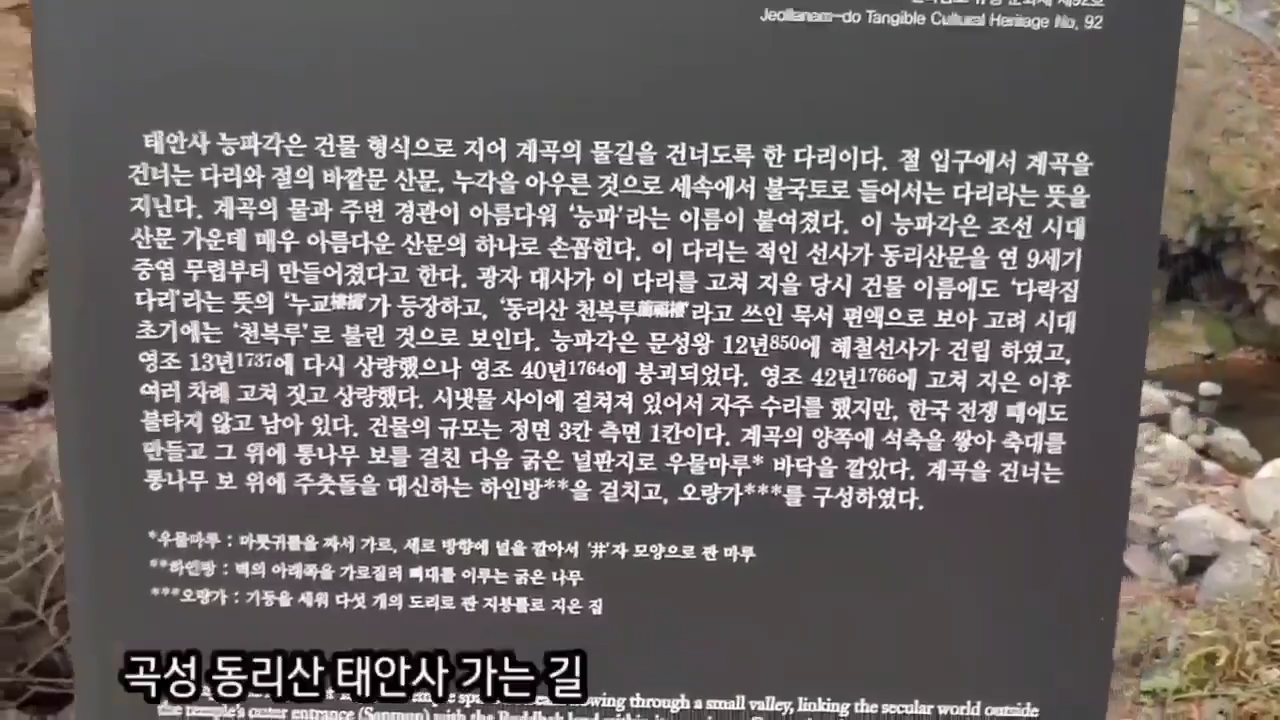 Jeollanam-do Tangible Cultural Heritage No, 92
태안사 능파각은 건물 형식으로 지어 계곡의 물길을 건너도록 한 다리이다. 절 입구에서 계곡을
건너는 다리와 절의 바깥문 산문, 누각을 아우른 것으로 세속에서 불국토로 들어서는 다리라는 뜻을
지닌다. 계곡의 물과 주변 경관이 아름다워 ‘능파’라는 이름이 붙여졌다. 이 능파각은 조선 시대
산문 가운데 매우 아름다운 산문의 하나로 손꼽힌다. 이 다리는 적인 선사가 동리산문을 연 9세기
중엽 무렵부터 만들어졌다고 한다. 광자 대사가 이 다리를 고쳐 지을 당시 건물 이름에도 ‘다락집
다리’라는 뜻의 ‘누교’가 등장하고, ‘동리산 천복루’라고 쓰인 묵서 편액으로 보아 고려 시대
초기에는 ‘천복루’로 불린 것으로 보인다. 능파각은 문성왕 12년850에 혜철선사가 건립 하였고,
영조 13년1737에 다시 상량했으나 영조 40년1764에 붕괴되었다. 영조 42년1766에 고쳐 지은 이후
여러 차례 고쳐 짓고 상량했다. 시냇물 사이에 걸쳐져 있어서 자주 수리를 했지만, 한국 전쟁 때에도
불타지 않고 남아 있다. 건물의 규모는 정면 3칸 측면 1칸이다. 계곡의 양쪽에 석축을 쌓아 축대를
만들고 그 위에 통나무 보를 걸친 다음 굵은 널판지로 우물마루* 바닥을 깔았다. 계곡을 건너는
통나무 보 위에 주춧돌을 대신하는 하인방**을 걸치고, 오량가***를 구성하였다.
*우물마루 : 마룻귀틀을 짜서 가로, 세로 방향에 널을 깔아서 ‘井’자 모양으로 짠 마루
**하인방 : 벽의 아래쪽을 가로질러 뼈대를 이루는 굵은 나무
***오량가 : 기둥을 세워 다섯 개의 도리로 짠 지붕틀로 지은 집
곡성 동리산 태안사 가는 길
through a small valley, linking the secular world outside
the temple's outer entrance (Sanmun) with the Buddhist land